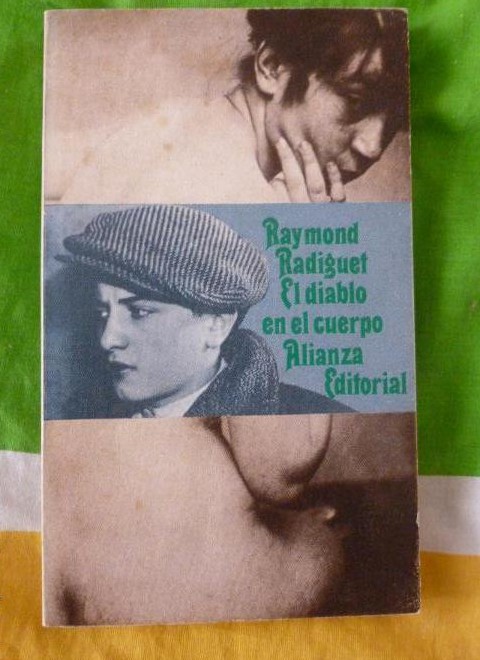 Raymond
Radiguet
El diablo
en el cuerpo
Alianza
Editorial